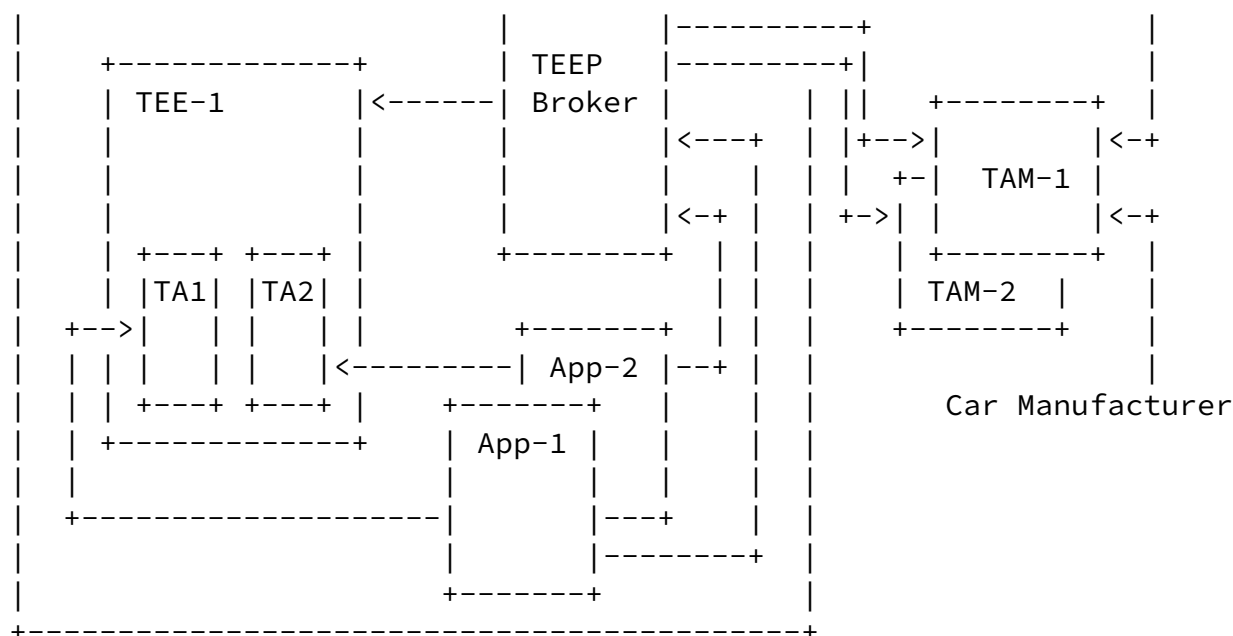 TEEP
TEE-1 Broker
TAM-1
TA1 TA2 TAM-2
App-2
Car Manufacturer
App-1